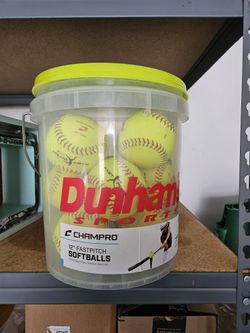 Dunham's
SPORTS
CHAMPRO
12" FASTPITCH
SOFTBALLS